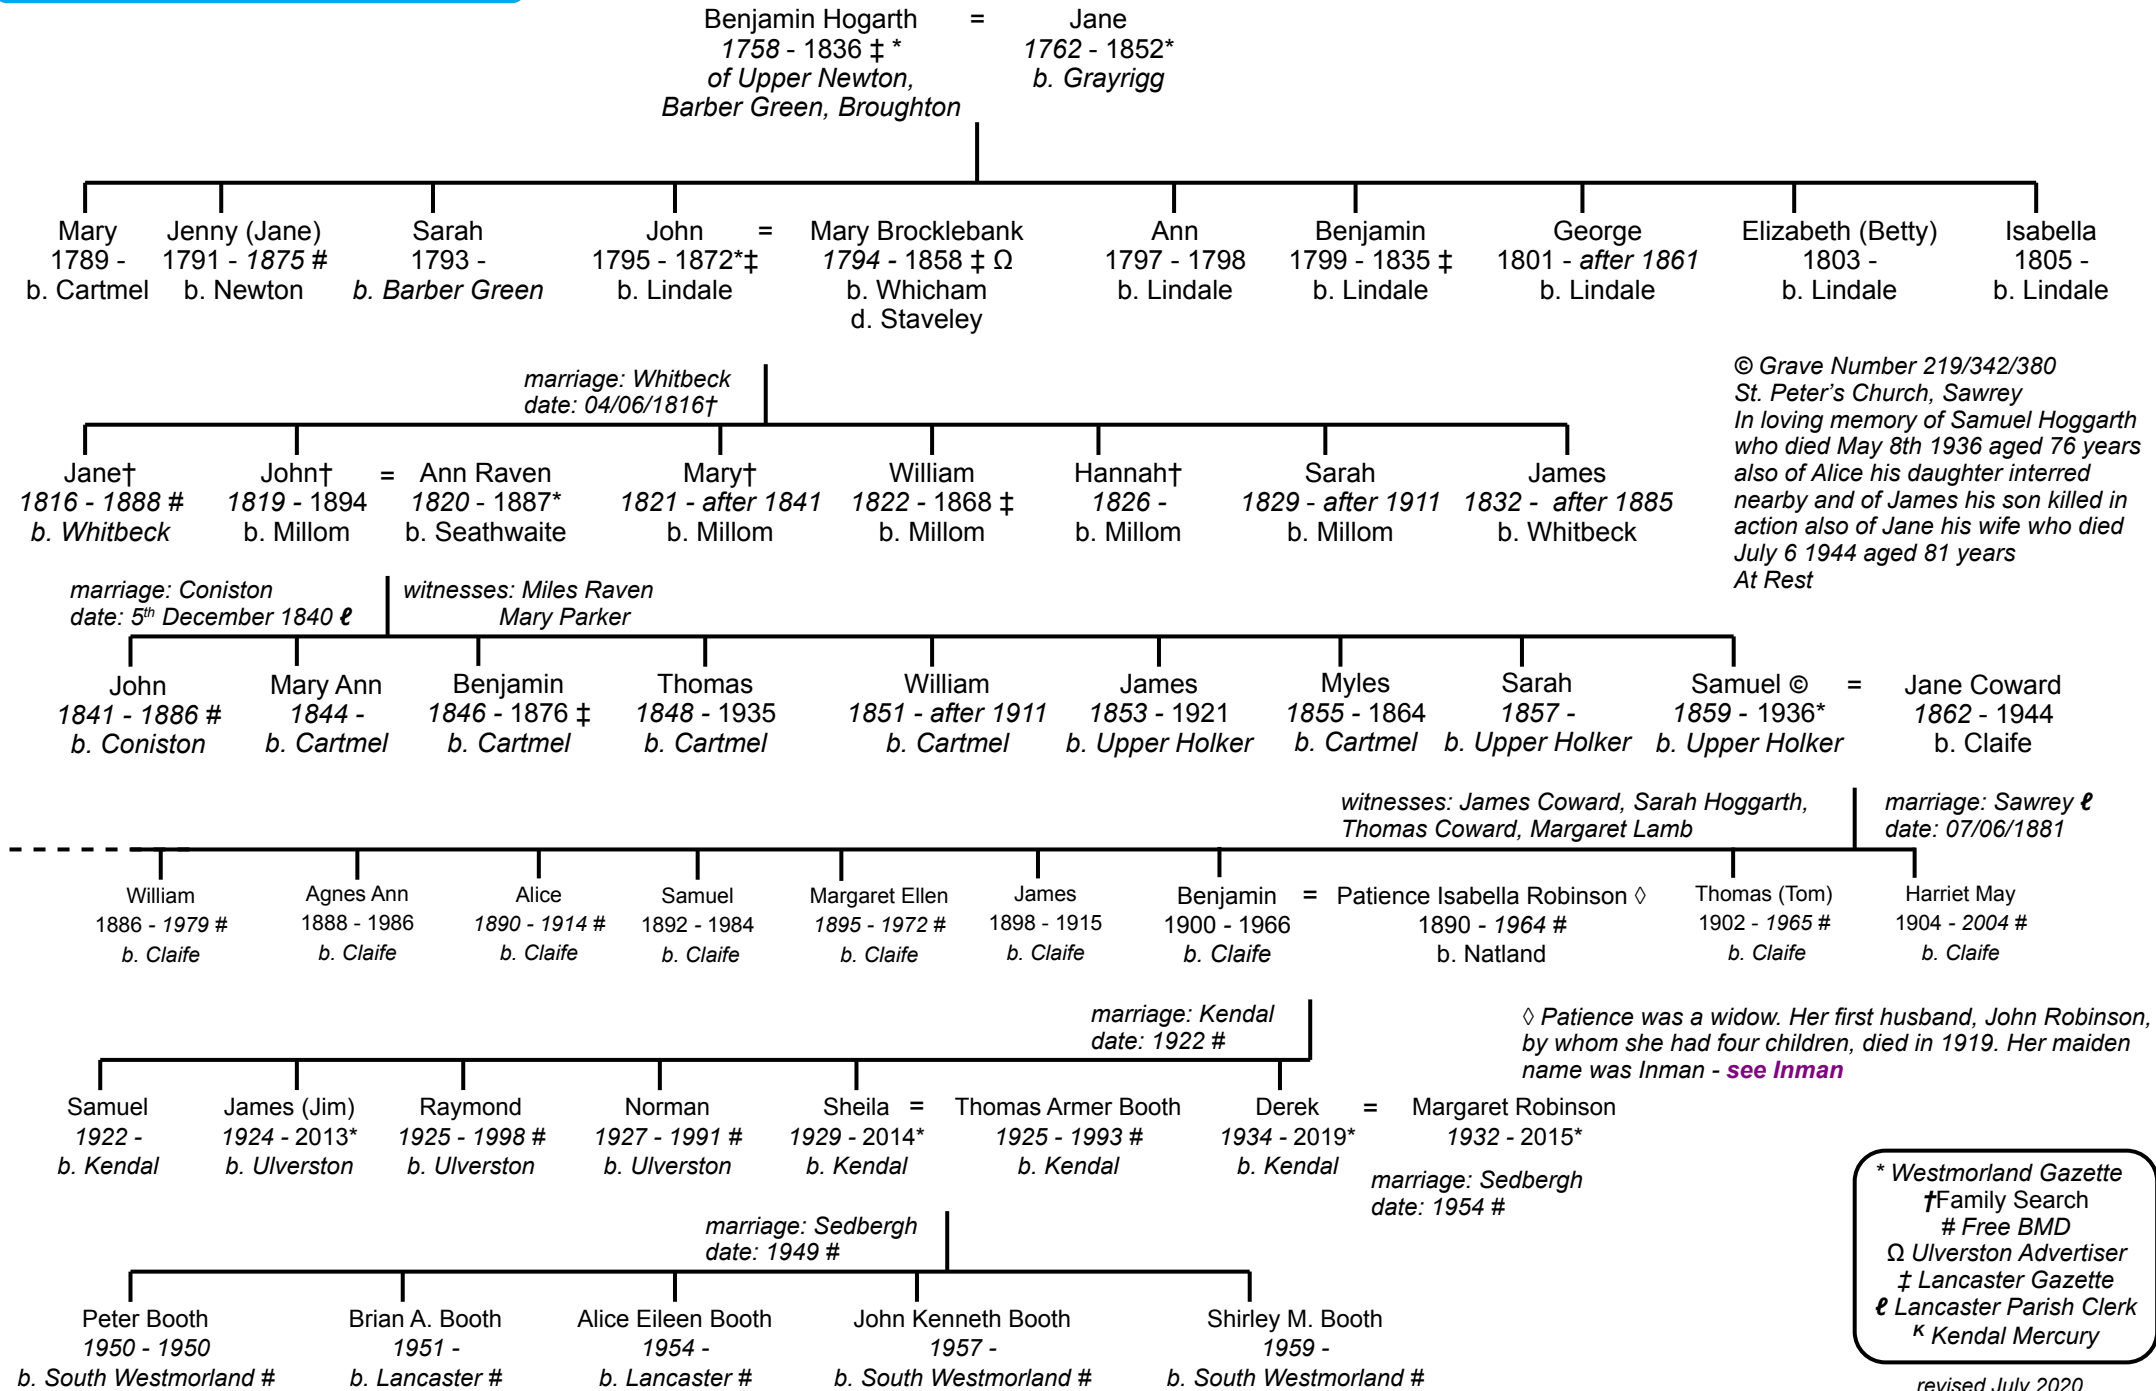 Benjamin Hogarth = Jane
1758 - 1836 ‡ * 1762 - 1852*
of Upper Newton, b. Grayrigg
Barber Green, Broughton
Mary Jenny (Jane) Sarah John = Mary Brocklebank Ann Benjamin George Elizabeth (Betty) Isabella
1789 - 1791 - 1875 # 1793 - 1795 - 1872*‡ 1794 - 1858 ‡ Ω 1797 - 1798 1799 - 1835 ‡ 1801 - after 1861 1803 - 1805 -
b. Cartmel b. Newton b. Barber Green b. Lindale b. Whicham b. Lindale b. Lindale b. Lindale b. Lindale b. Lindale
d. Staveley
marriage: Whitbeck
date: 04/06/1816†
© Grave Number 219/342/380
St. Peter’s Church, Sawrey
In loving memory of Samuel Hoggarth
who died May 8th 1936 aged 76 years
also of Alice his daughter interred
nearby and of James his son killed in
action also of Jane his wife who died
July 6 1944 aged 81 years
At Rest
Jane† John† = Ann Raven Mary† William Hannah† Sarah James
1816 - 1888 # 1819 - 1894 1820 - 1887* 1821 - after 1841 1822 - 1868 ‡ 1826 - 1829 - after 1911 1832 - after 1885
b. Whitbeck b. Millom b. Seathwaite b. Millom b. Millom b. Millom b. Millom b. Whitbeck
marriage: Coniston witnesses: Miles Raven
date: 5th December 1840 ℓ Mary Parker
John Mary Ann Benjamin Thomas William James Myles Sarah Samuel © = Jane Coward
1841 - 1886 # 1844 - 1846 - 1876 ‡ 1848 - 1935 1851 - after 1911 1853 - 1921 1855 - 1864 1857 - 1859 - 1936* 1862 - 1944
b. Coniston b. Cartmel b. Cartmel b. Cartmel b. Cartmel b. Upper Holker b. Cartmel b. Upper Holker b. Upper Holker b. Claife
witnesses: James Coward, Sarah Hoggarth, marriage: Sawrey ℓ
Thomas Coward, Margaret Lamb date: 07/06/1881
William Agnes Ann Alice Samuel Margaret Ellen James Benjamin = Patience Isabella Robinson ◊ Thomas (Tom) Harriet May
1886 - 1979 # 1888 - 1986 1890 - 1914 # 1892 - 1984 1895 - 1972 # 1898 - 1915 1900 - 1966 1890 - 1964 # 1902 - 1965 # 1904 - 2004 #
b. Claife b. Claife b. Claife b. Claife b. Claife b. Claife b. Claife b. Natland b. Claife b. Claife
marriage: Kendal
date: 1922 #
◊ Patience was a widow. Her first husband, John Robinson,
by whom she had four children, died in 1919. Her maiden
name was Inman - see Inman
Samuel James (Jim) Raymond Norman Sheila = Thomas Armer Booth Derek = Margaret Robinson
1922 - 1924 - 2013* 1925 - 1998 # 1927 - 1991 # 1929 - 2014* 1925 - 1993 # 1934 - 2019* 1932 - 2015*
b. Kendal b. Ulverston b. Ulverston b. Ulverston b. Kendal b. Kendal b. Kendal
marriage: Sedbergh
date: 1954 #
marriage: Sedbergh
date: 1949 #
Peter Booth Brian A. Booth Alice Eileen Booth John Kenneth Booth Shirley M. Booth
1950 - 1950 1951 - 1954 - 1957 - 1959 -
b. South Westmorland # b. Lancaster # b. Lancaster # b. South Westmorland # b. South Westmorland #
* Westmorland Gazette
†Family Search
# Free BMD
Ω Ulverston Advertiser
‡ Lancaster Gazette
ℓ Lancaster Parish Clerk
K Kendal Mercury
revised July 2020